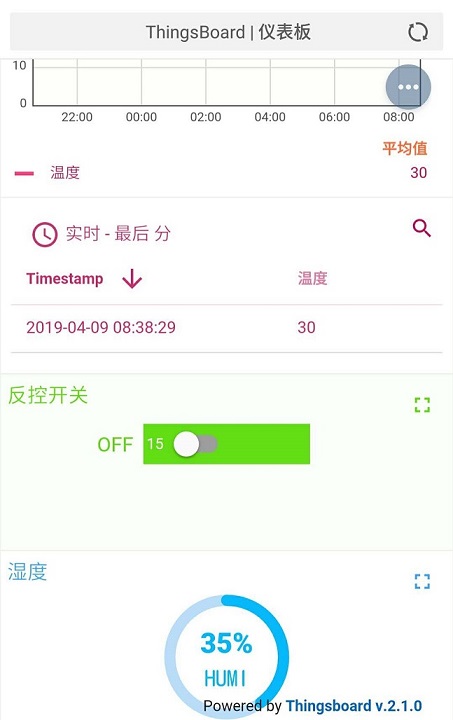 ThingsBoard | 仪表板
10
0
22:00 00:00 02:00 04:00 06:00 08:00
平均值
温度 30
实时 - 最后 分
Timestamp 温度
2019-04-09 08:38:29 30
反控开关
OFF 15
湿度
35%
HUMI
Powered by Thingsboard v.2.1.0